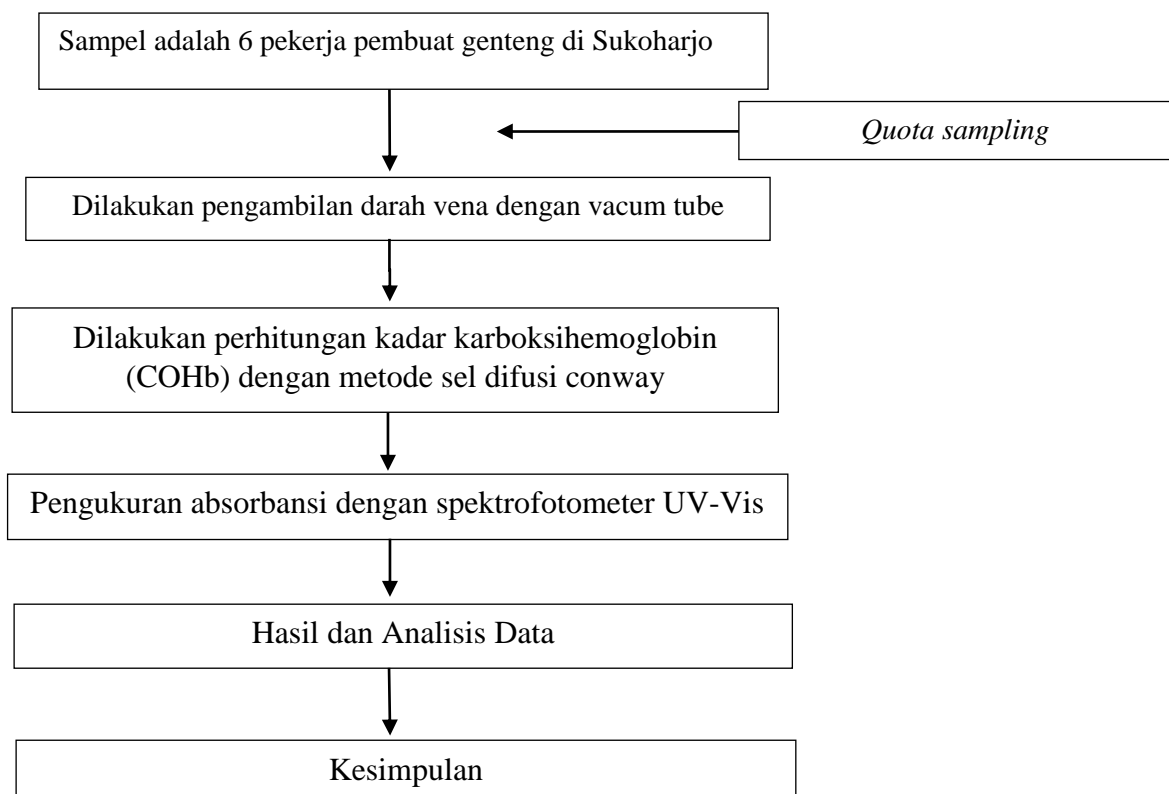 Sampel adalah 6 pekerja pembuat genteng di Sukoharjo
Quota sampling
Dilakukan pengambilan darah vena dengan vacum tube
Dilakukan perhitungan kadar karboksihemoglobin
(COHb) dengan metode sel difusi conway
Pengukuran absorbansi dengan spektrofotometer UV-Vis
Hasil dan Analisis Data
Kesimpulan